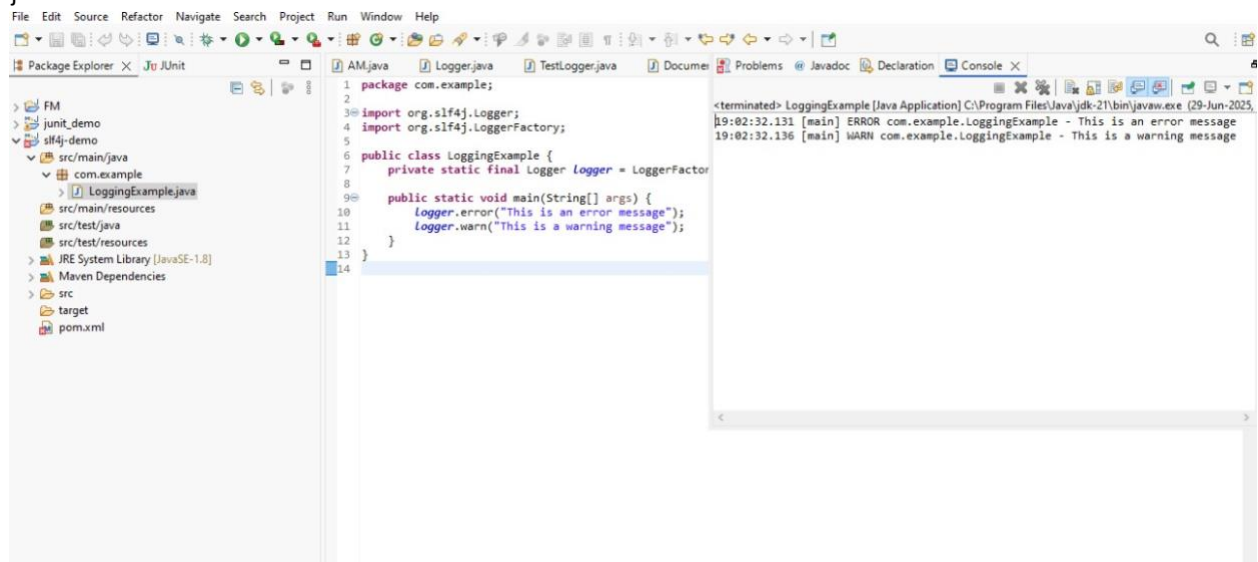 File Edit Source Refactor Navigate Search Project Run Window Help
Package Explorer Ju JUnit
FM
junit_demo
slf4j-demo
src/main/java
com.example
LoggingExample.java
src/main/resources
src/test/java
src/test/resources
JRE System Library [JavaSE-1.8]
Maven Dependencies
src
target
pom.xml
AM.java Logger.java TestLogger.java Documen
1 package com.example;
2
3 import org.slf4j.Logger;
4 import org.slf4j.LoggerFactory;
5
6 public class LoggingExample {
7 private static final Logger logger = LoggerFactor
8
9 public static void main(String[] args) {
10 logger.error("This is an error message");
11 logger.warn("This is a warning message");
12 }
13 }
14
Problems Javadoc Declaration Console
<terminated> LoggingExample [Java Application] C:\Program Files\Java\jdk-21\bin\javaw.exe (29-Jun-2025,
19:02:32.131 [main] ERROR com.example.LoggingExample - This is an error message
19:02:32.136 [main] WARN com.example.LoggingExample - This is a warning message